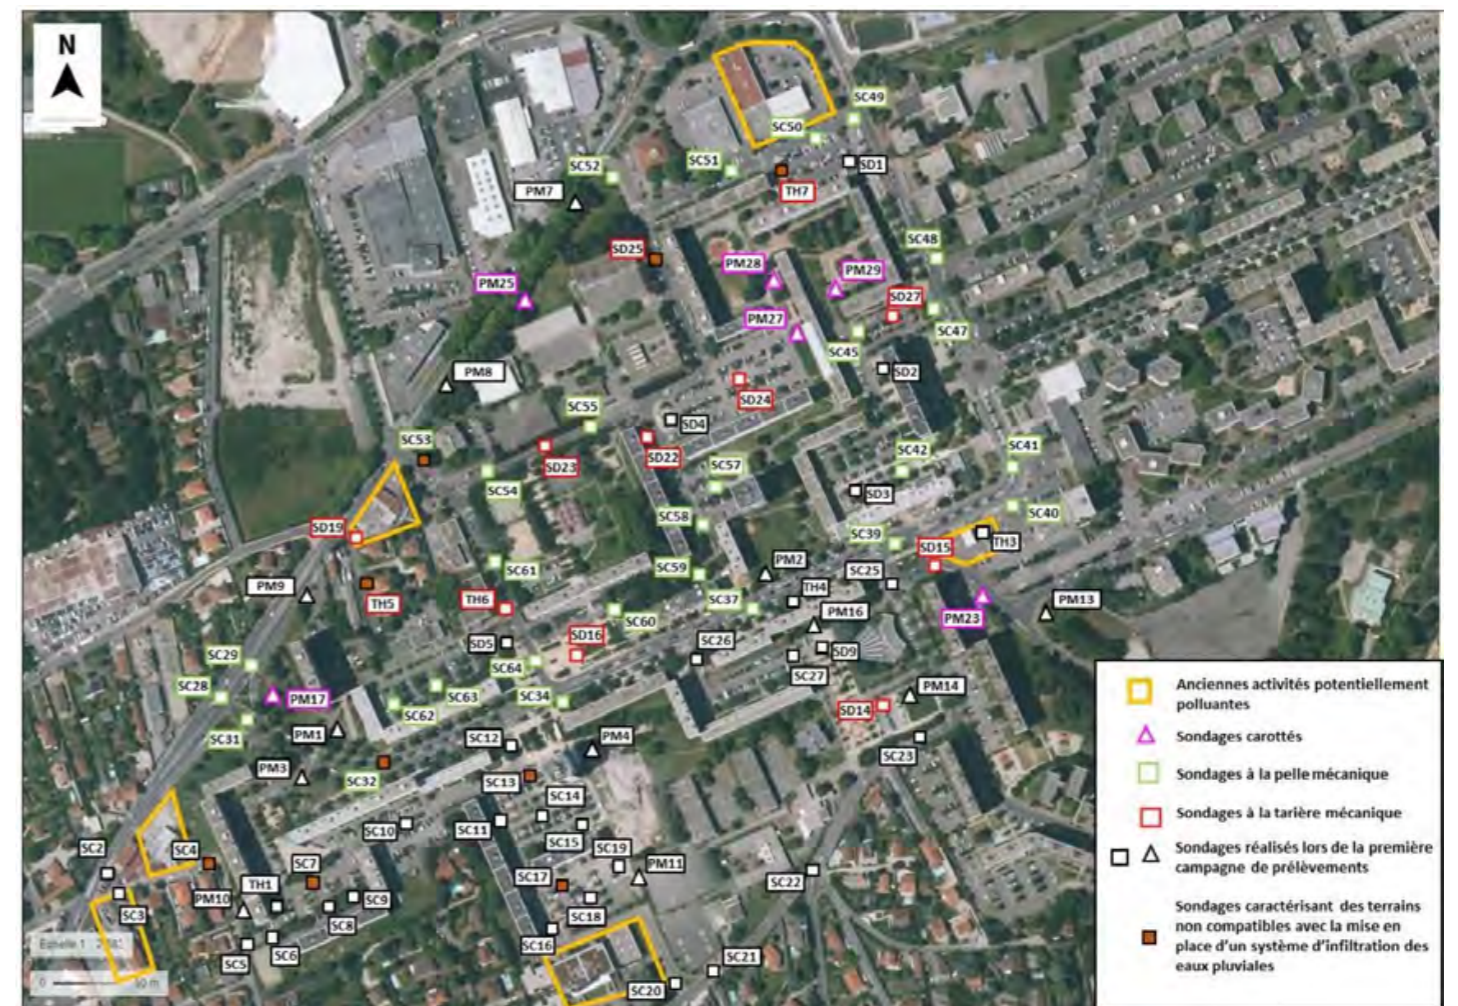 N
SC49
SC50
SC52
SC51
SD1
PM7
TH7
SC48
SD25
PM28
PM29
PM25
SD27
PM27
SC47
SC45
PM8
SD2
SD24
SC55
SD4
SC53
SD22
SC42
SC41
SD23
SC57
SC54
SD3
SC40
SC58
SD19
SC39
SD15
TH3
PM2
SC61
SC59
SC25
PM9
TH4
TH5
TH6
SC37
PM16
PM13
PM23
SC60
SD16
SD5
SC26
SD9
SC29
SC64
SC27
SC28
PM17
SC63
SC34
PM14
SC62
SD14
PM1
SC31
SC12
PM4
SC23
PM3
SC32
SC13
SC14
SC10
SC11
SC15
SC2
SC4
SC19
SC7
PM11
SC17
SC22
PM10
TH1
SC9
SC3
SC8
SC18
SC16
SC6
SC5
SC21
SC20
Echelle 1 :
0
m
Anciennes activités potentiellement
polluantes
Sondages carottés
Sondages à la pelle mécanique
Sondages à la tarière mécanique
Sondages réalisés lors de la première
campagne de prélèvements
Sondages caractérisant des terrains
non compatibles avec la mise en
place d'un système d'infiltration des
eaux pluviales